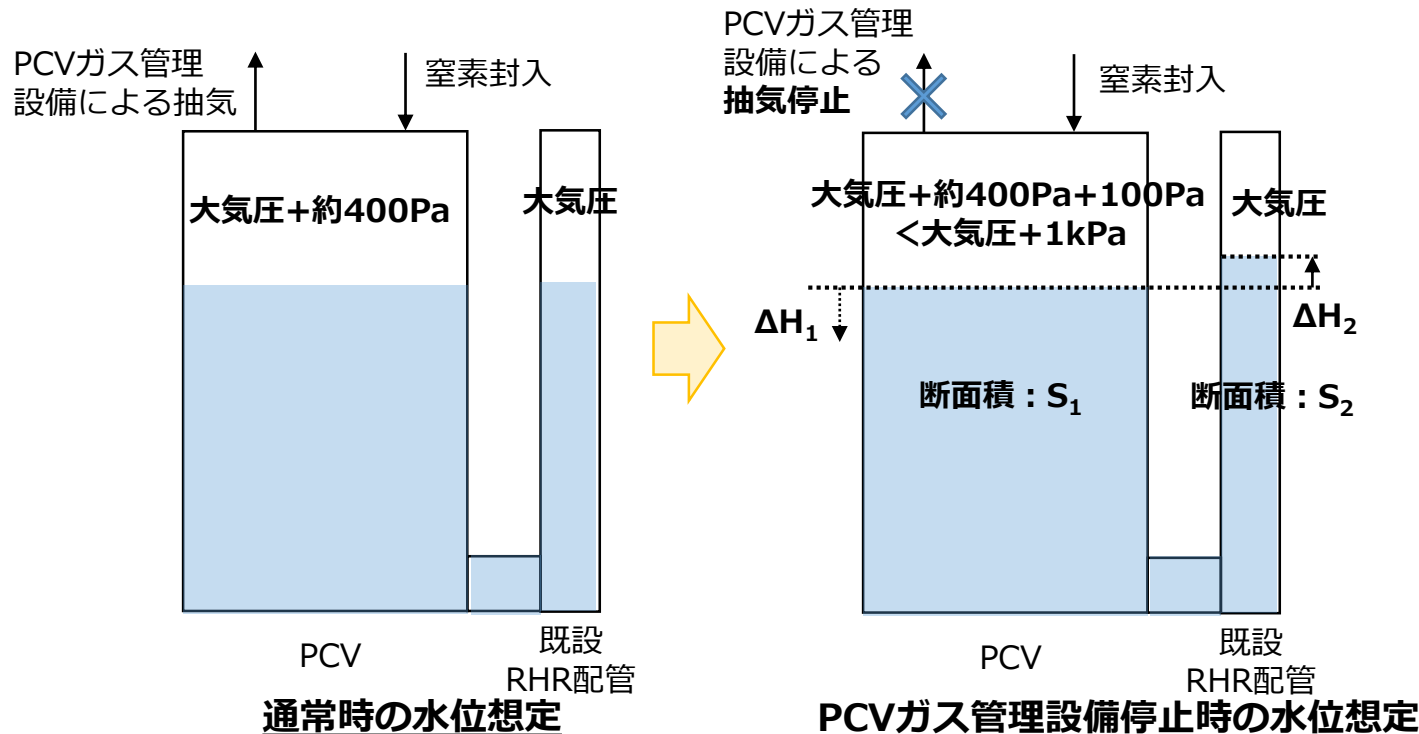 PCVガス管理
設備による抽気
窒素封入
大気圧+約400Pa
大気圧
PCV
既設
RHR配管
通常時の水位想定
PCVガス管理
設備による
抽気停止
窒素封入
大気圧+約400Pa+100Pa
＜大気圧+1kPa
大気圧
ΔH₁
ΔH₂
断面積：S₁
断面積：S₂
PCV
既設
RHR配管
PCVガス管理設備停止時の水位想定